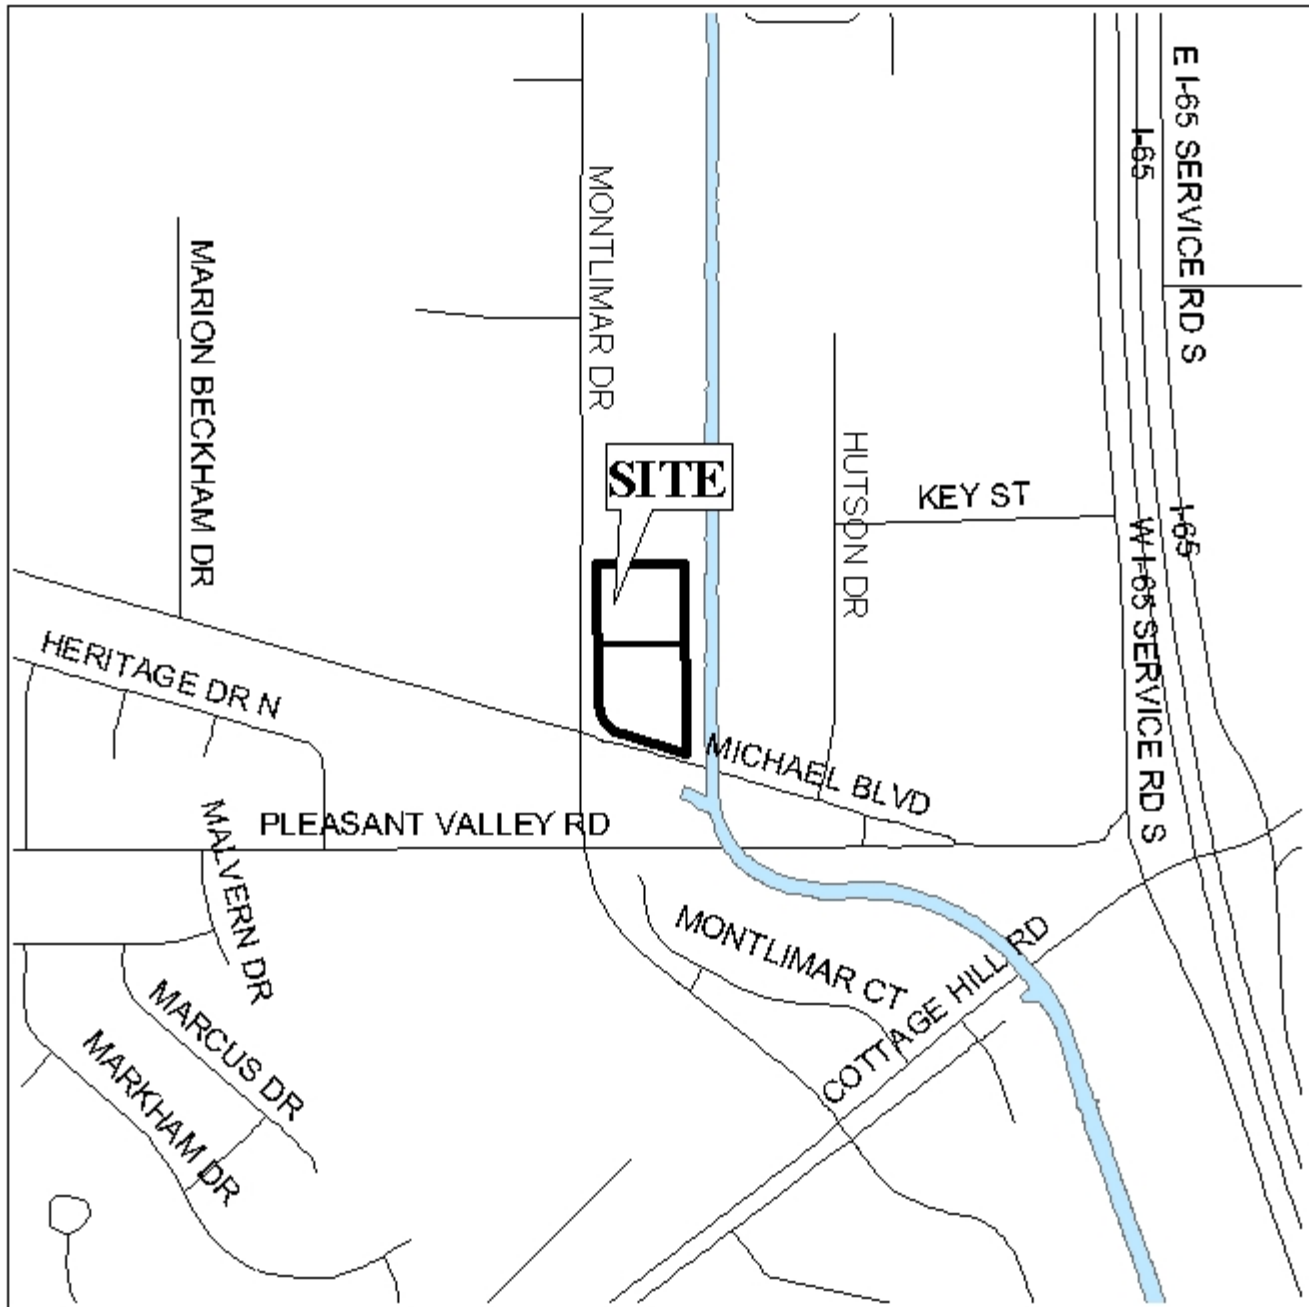 E I-65 SERVICE RD S
I-65
MONTLIMAR DR
MARION BECKHAM DR
HUTSON DR
SITE
KEY ST
I-65
W I-65 SERVICE RD S
HERITAGE DR N
MICHAEL BLVD
PLEASANT VALLEY RD
MALVERN DR
MONTLIMAR CT
COTTAGE HILL RD
MARCUS DR
MARKHAM DR